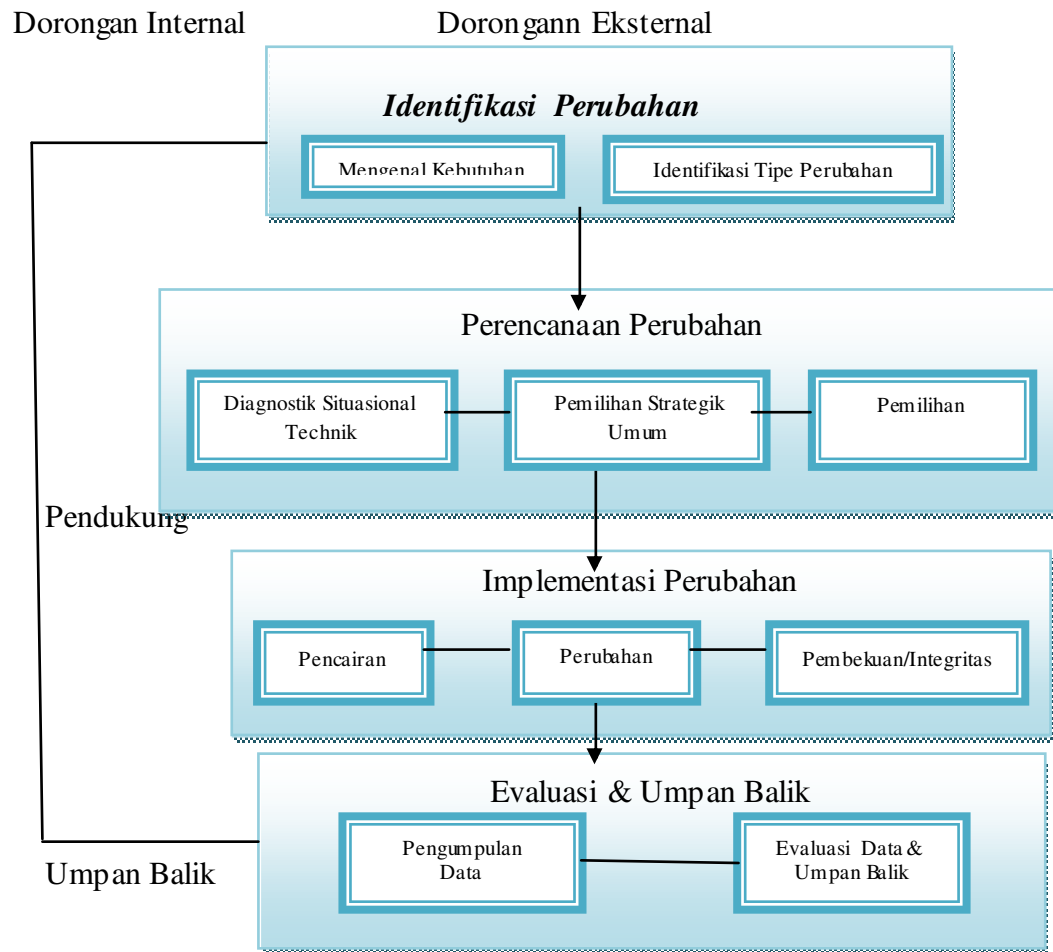 Dorongan Internal
Dorongann Eksternal
Identifikasi Perubahan
Mengenal Kebutuhan
Identifikasi Tipe Perubahan
Perencanaan Perubahan
Diagnostik Situasional
Technik
Pemilihan Strategik
Umum
Pemilihan
Pendukung
Implementasi Perubahan
Pencairan
Perubahan
Pembekuan/Integritas
Evaluasi & Umpan Balik
Pengumpulan
Data
Evaluasi Data &
Umpan Balik
Umpan Balik